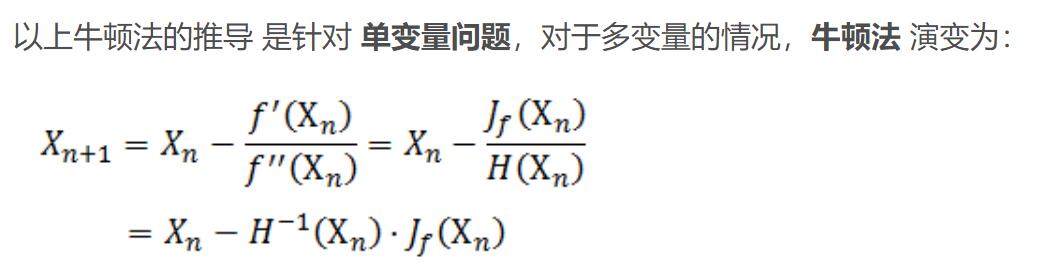 以上牛顿法的推导 是针对 单变量问题，对于多变量的情况，牛顿法 演变为：
X_{n+1} = X_n - \frac{f'(X_n)}{f''(X_n)} = X_n - \frac{J_f(X_n)}{H(X_n)}
= X_n - H^{-1}(X_n) · J_f(X_n)